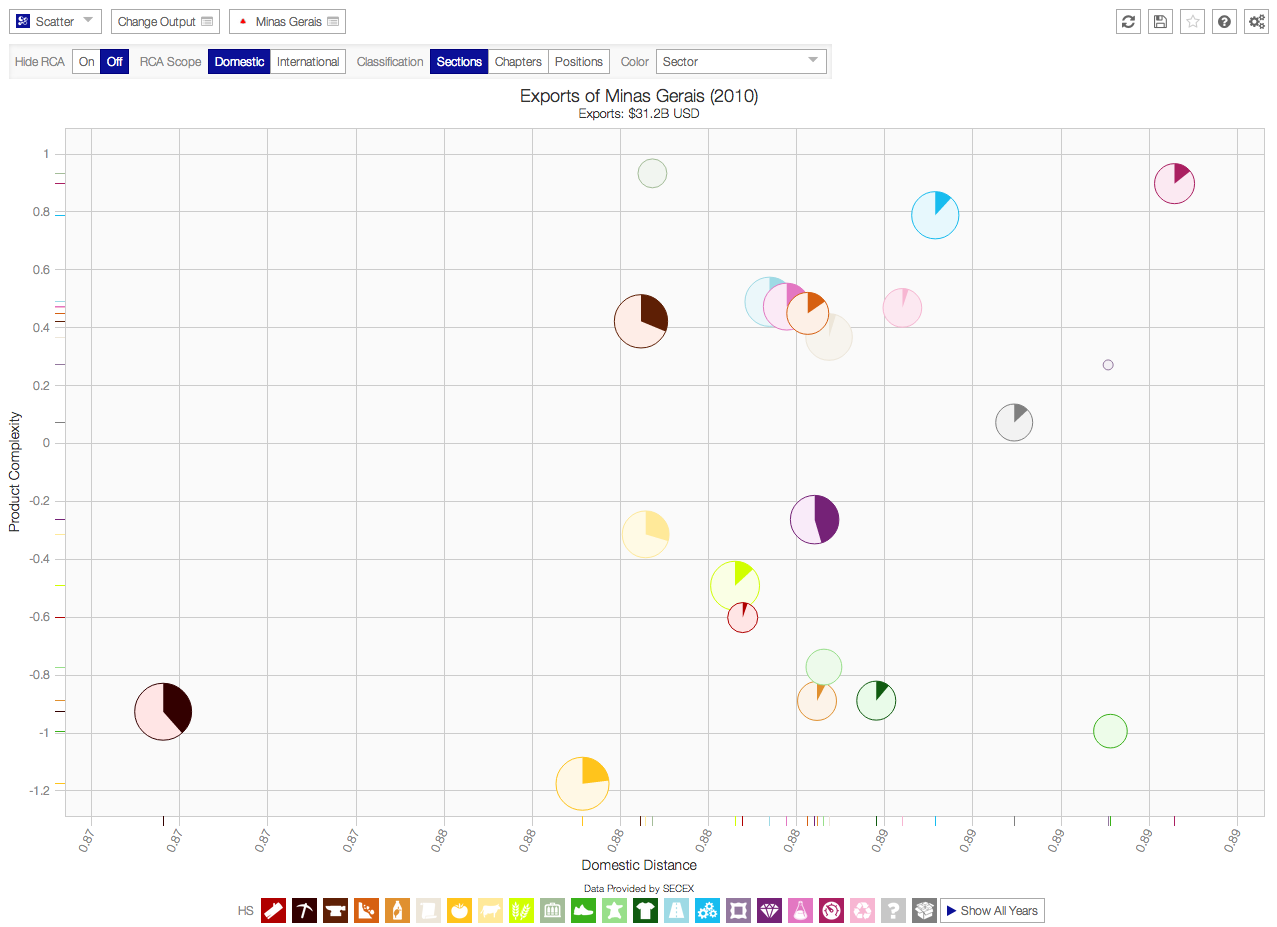 Scatter Change Output Minas Gerais
Hide RCA On Off RCA Scope Domestic International Classification Sections Chapters Positions Color Sector
Exports of Minas Gerais (2010)
Exports: $31.2B USD
Product Complexity
1
0.8
0.6
0.4
0.2
0
-0.2
-0.4
-0.6
-0.8
-1
-1.2
0.87 0.87 0.87 0.87 0.88 0.88 0.88 0.88 0.88 0.89 0.89 0.89 0.89 0.89
Domestic Distance
Data Provided by SECEX
HS ? Show All Years